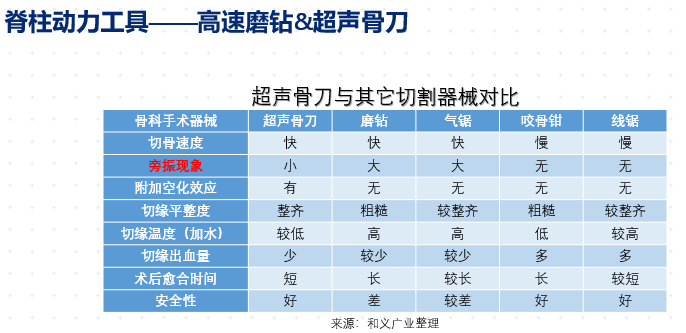 脊柱动力工具——高速磨钻&超声骨刀
超声骨刀与其它切割器械对比
骨科手术器械 超声骨刀 磨钻 气锯 咬骨钳 线锯
切骨速度 快 快 快 慢 慢
旁振现象 小 大 大 无 无
附加空化效应 有 无 无 无 无
切缘平整度 整齐 粗糙 较整齐 粗糙 较整齐
切缘温度（加水） 较低 高 高 低 较高
切缘出血量 少 较少 较少 多 多
术后愈合时间 短 长 较长 长 较短
安全性 好 差 较差 好 好
来源：和义广业整理